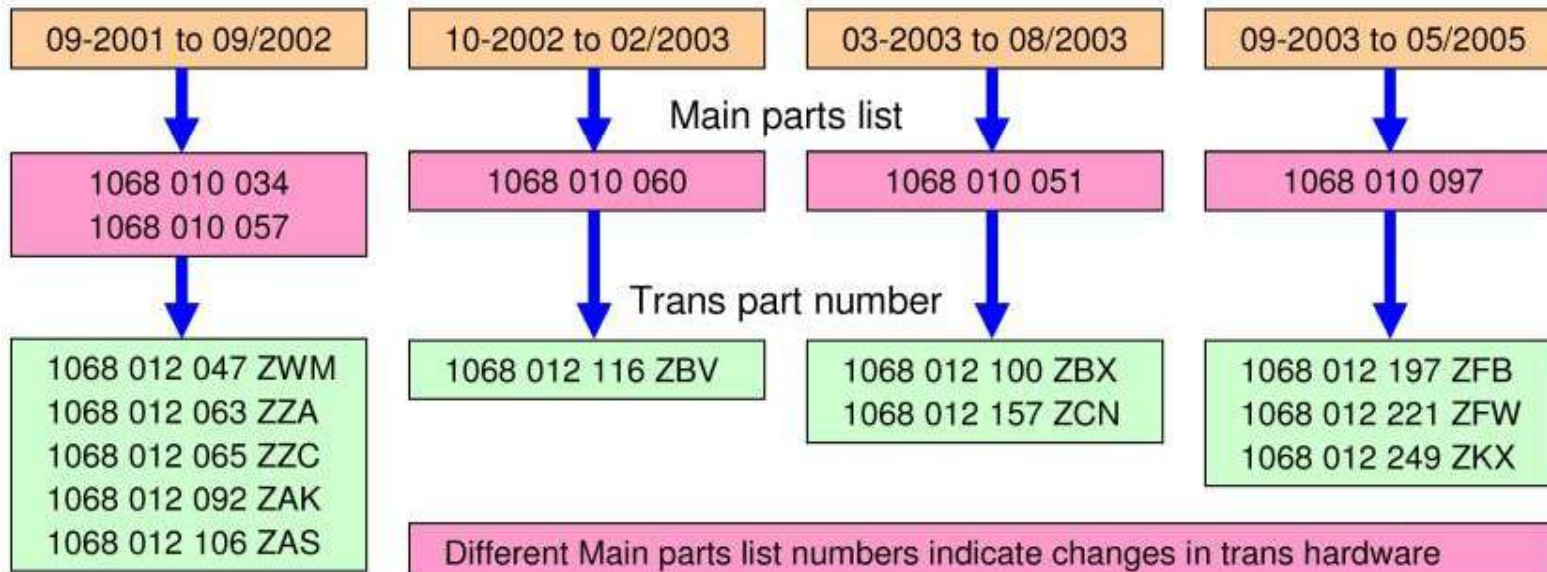 09-2001 to 09/2002
10-2002 to 02/2003
03-2003 to 08/2003
09-2003 to 05/2005
Main parts list
1068 010 034
1068 010 057
1068 010 060
1068 010 051
1068 010 097
Trans part number
1068 012 047 ZWM
1068 012 063 ZZA
1068 012 065 ZZC
1068 012 092 ZAK
1068 012 106 ZAS
1068 012 116 ZBV
1068 012 100 ZBX
1068 012 157 ZCN
1068 012 197 ZFB
1068 012 221 ZFW
1068 012 249 ZKX
Different Main parts list numbers indicate changes in trans hardware